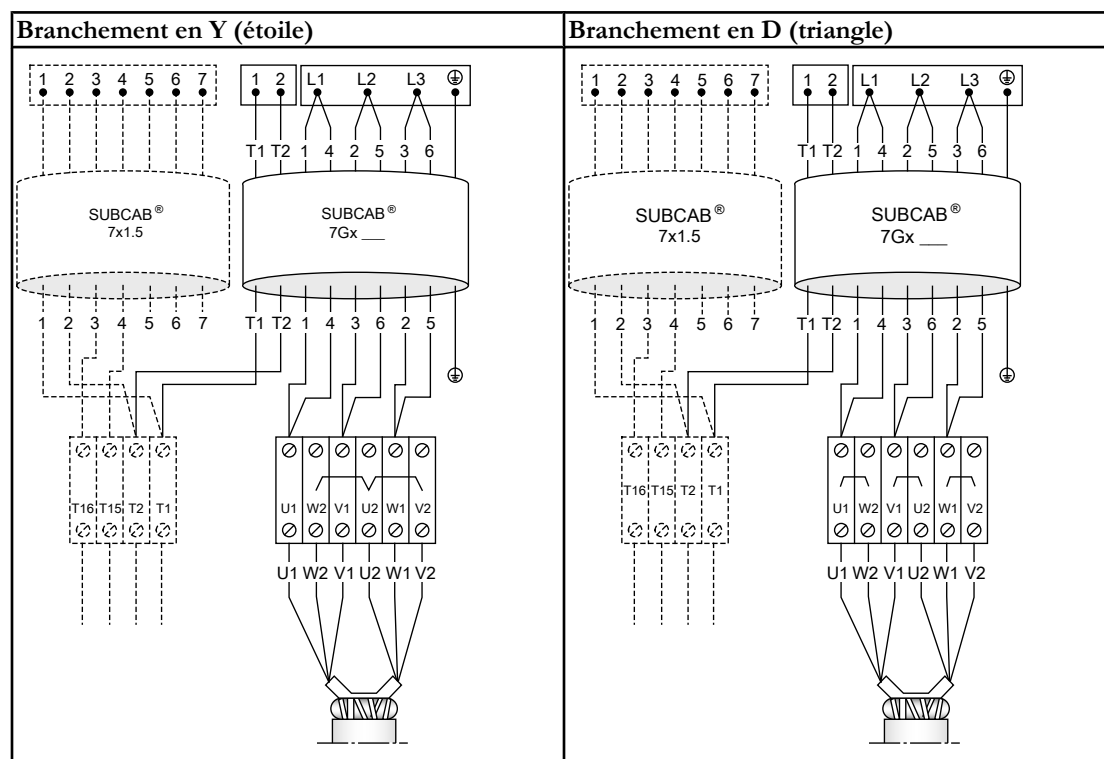 Branchement en Y (étoile)
1 2 3 4 5 6 7
1 2 L1 L2 L3
T1 T2 1 4 2 5 3 6
SUBCAB®
7x1.5
SUBCAB®
7Gx ___
1 2 3 4 5 6 7
T1 T2 1 4 3 6 2 5
T16 T15 T2 T1
U1 W2 V1 U2 W1 V2
U1 W2 V1 U2 W1 V2
Branchement en D (triangle)
1 2 3 4 5 6 7
1 2 L1 L2 L3
T1 T2 1 4 2 5 3 6
SUBCAB®
7x1.5
SUBCAB®
7Gx ___
1 2 3 4 5 6 7
T1 T2 1 4 3 6 2 5
T16 T15 T2 T1
U1 W2 V1 U2 W1 V2
U1 W2 V1 U2 W1 V2